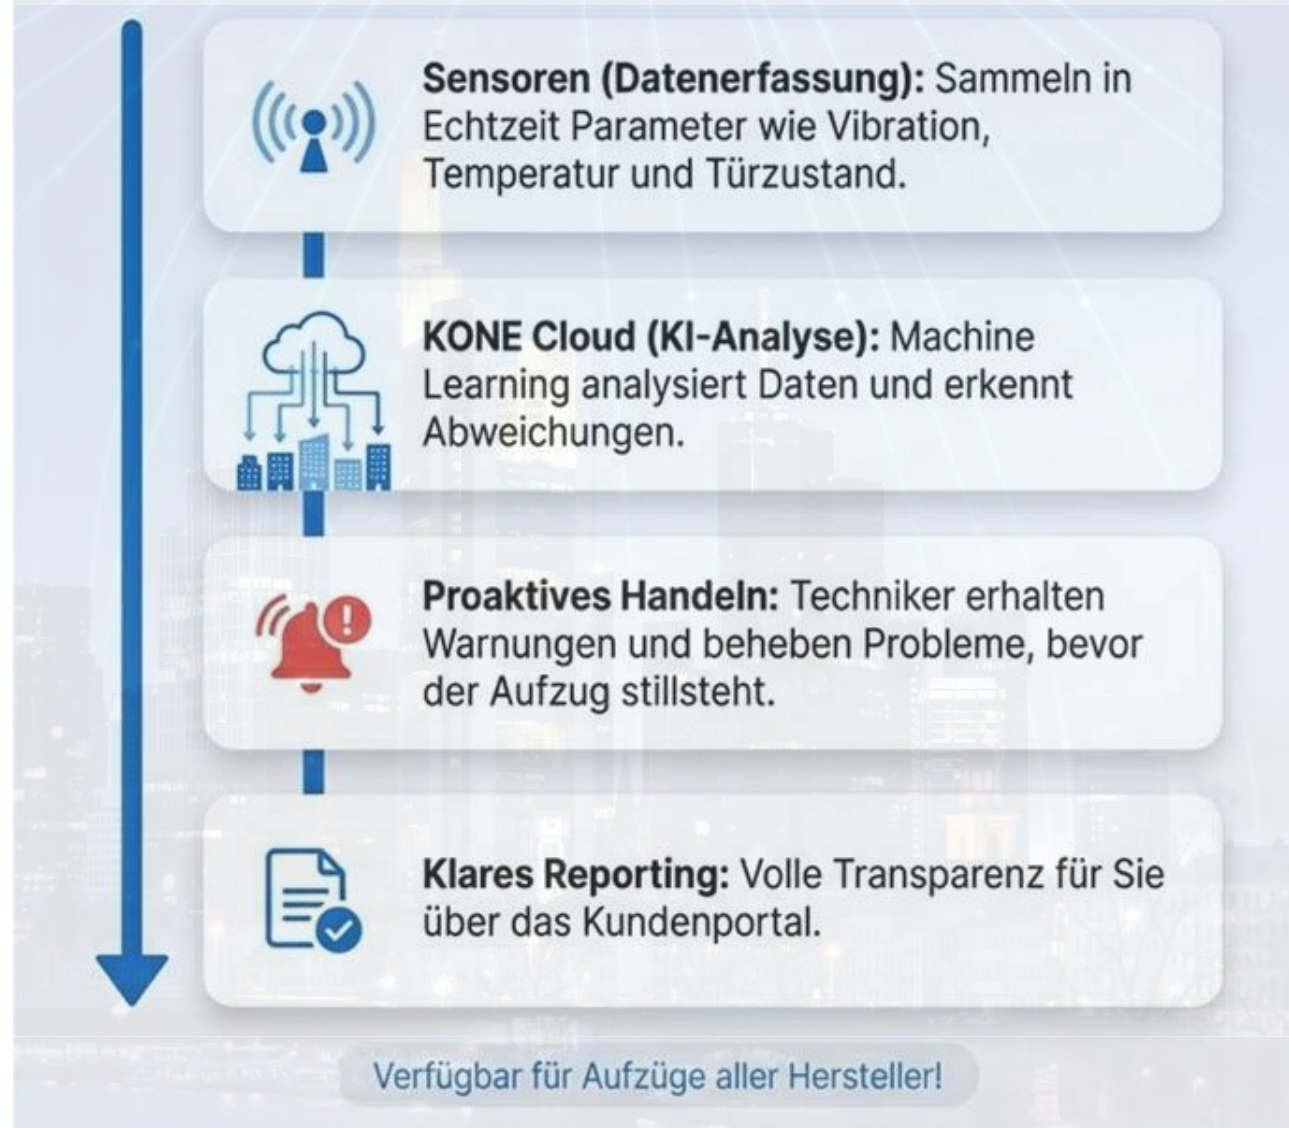 Sensoren (Datenerfassung): Sammeln in
Echtzeit Parameter wie Vibration,
Temperatur und Türzustand.
KONE Cloud (KI-Analyse): Machine
Learning analysiert Daten und erkennt
Abweichungen.
Proaktives Handeln: Techniker erhalten
Warnungen und beheben Probleme, bevor
der Aufzug stillsteht.
Klares Reporting: Volle Transparenz für Sie
über das Kundenportal.
Verfügbar für Aufzüge aller Hersteller!